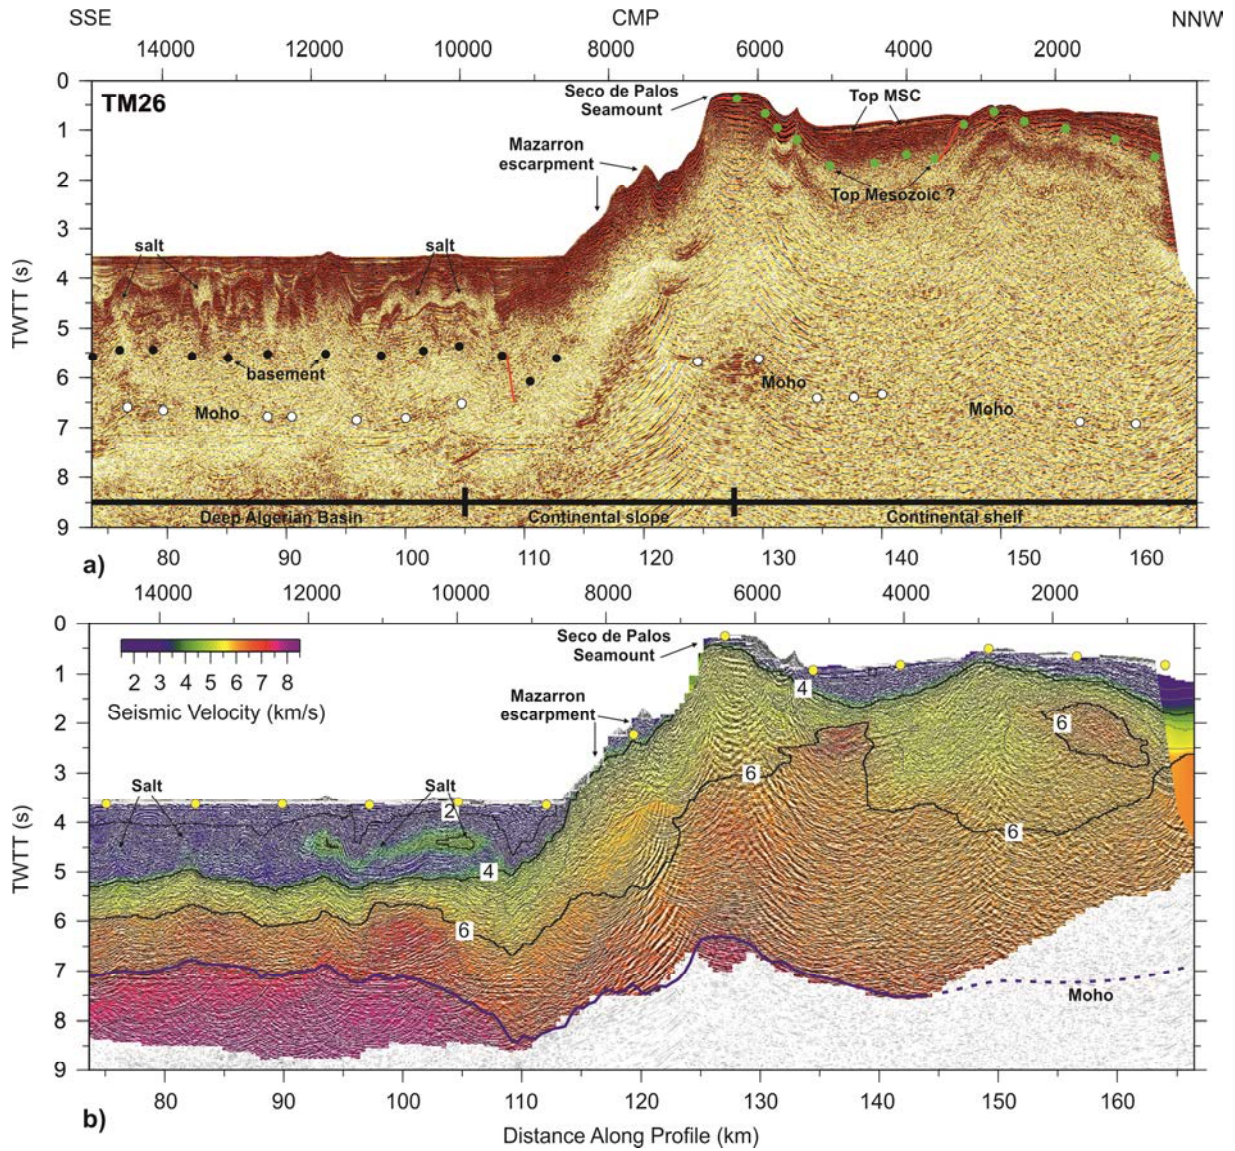 SSE CMP NNW
14000 12000 10000 8000 6000 4000 2000
TM26
Seco de Palos
Seamount
Top MSC
Mazarron
escarpment
Top Mesozoic ?
salt salt
basement
Moho Moho Moho
Deep Algerian Basin Continental slope Continental shelf
TWTT (s)
0
1
2
3
4
5
6
7
8
9
a)
80 90 100 110 120 130 140 150 160
14000 12000 10000 8000 6000 4000 2000
2 3 4 5 6 7 8
Seismic Velocity (km/s)
Seco de Palos
Seamount
Mazarron
escarpment
Salt Salt
2
4
6
4
6
6
6
Moho
TWTT (s)
0
1
2
3
4
5
6
7
8
9
b)
80 90 100 110 120 130 140 150 160
Distance Along Profile (km)